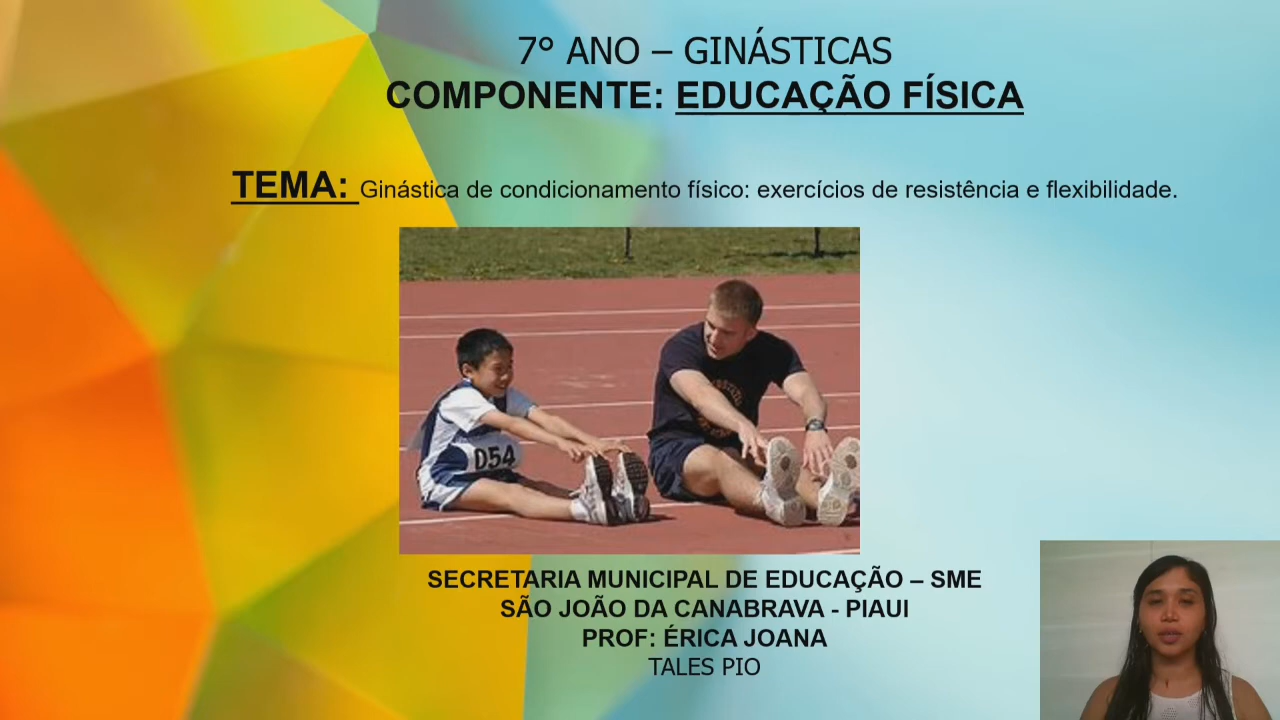 7° ANO – GINÁSTICAS
COMPONENTE: EDUCAÇÃO FÍSICA
TEMA: Ginástica de condicionamento físico: exercícios de resistência e flexibilidade.
D54
SECRETARIA MUNICIPAL DE EDUCAÇÃO – SME
SÃO JOÃO DA CANABRAVA - PIAUI
PROF: ÉRICA JOANA
TALES PIO